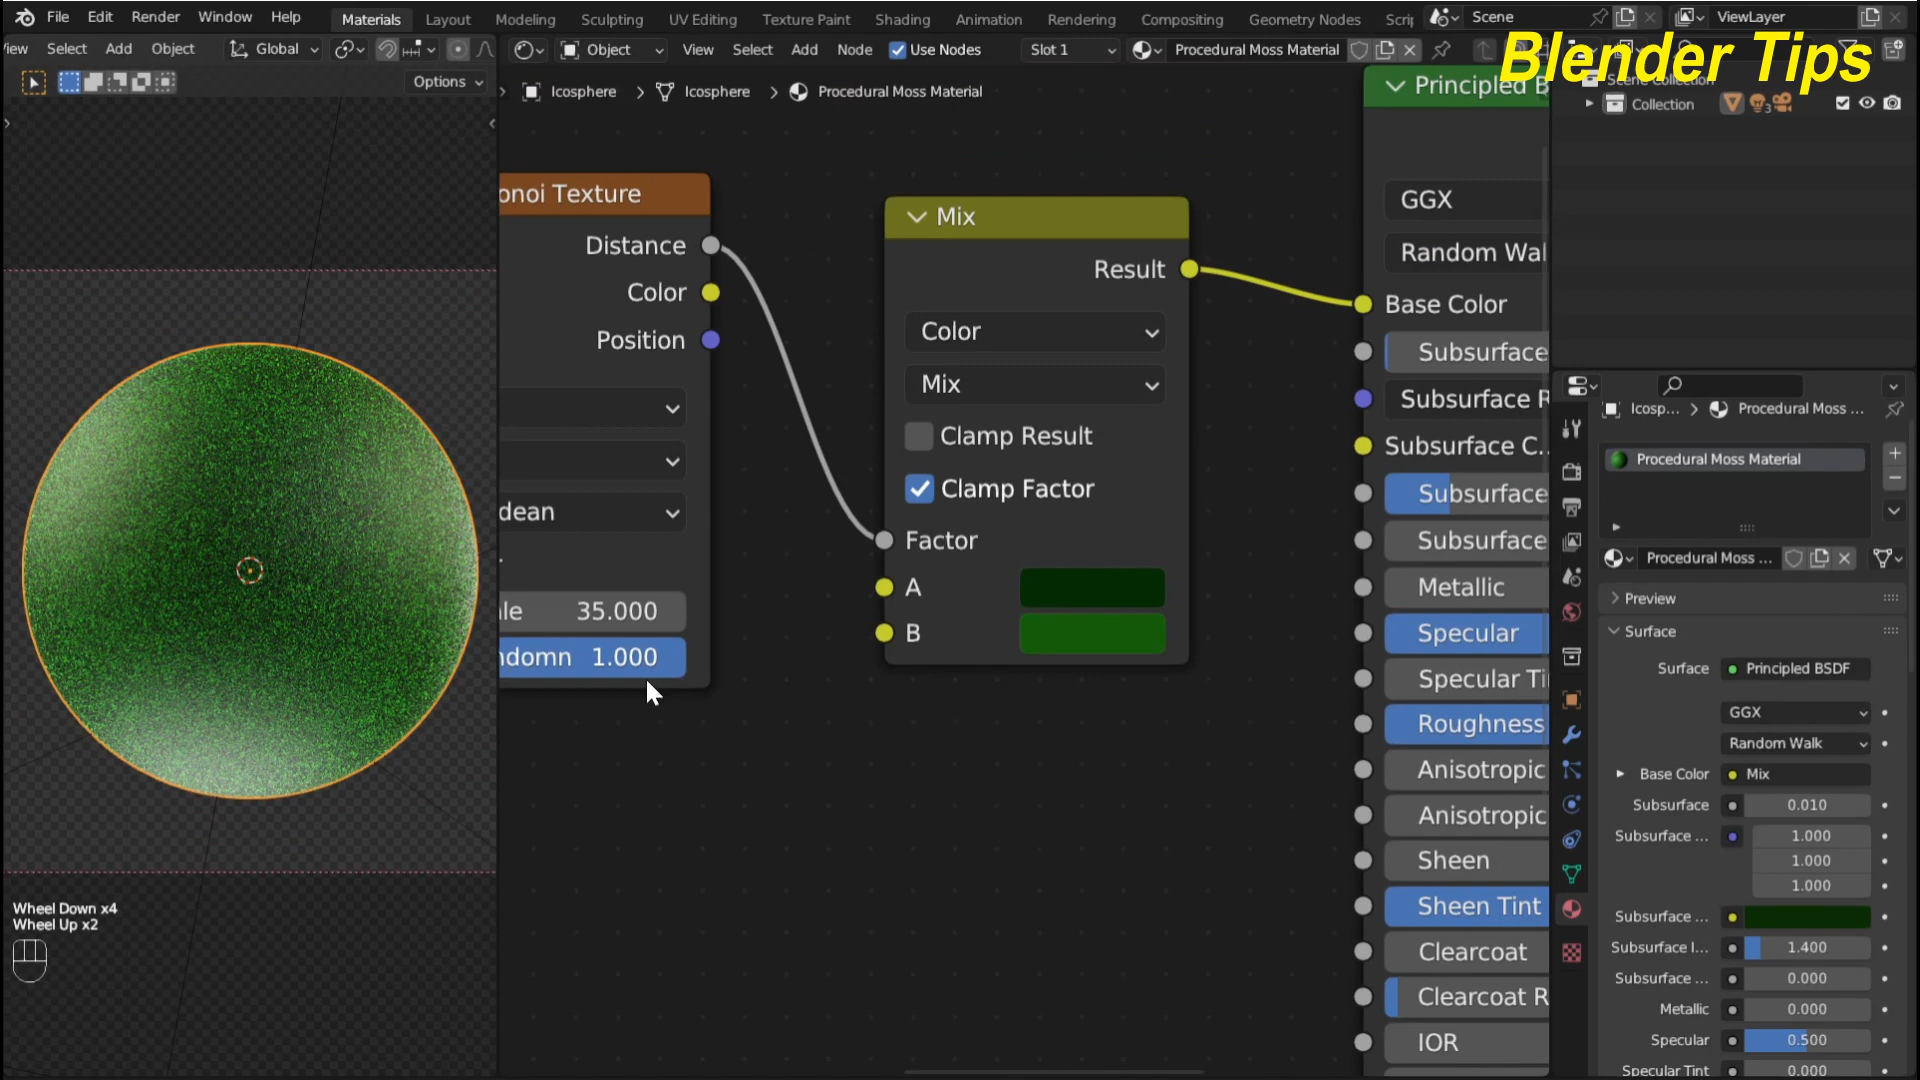 File Edit Render Window Help Materials Layout Modeling Sculpting UV Editing Texture Paint Shading Animation Rendering Compositing Geometry Nodes Scrip Scene ViewLayer
Blender Tips
iew Select Add Object Global Object View Select Add Node Use Nodes Slot 1 Procedural Moss Material
Options
Icosphere > Icosphere > Procedural Moss Material
Scene Collection
Collection
3
Principled B
GGX
Random Wal
Base Color
Subsurface
Subsurface R
Subsurface C..
Subsurface
Subsurface
Metallic
Specular
Specular Ti
Roughness
Anisotropic
Anisotropic
Sheen
Sheen Tint
Clearcoat
Clearcoat R
IOR
onoi Texture
Distance
Color
Position
dean
le 35.000
ndomn 1.000
Mix
Result
Color
Mix
Clamp Result
Clamp Factor
Factor
A
B
Wheel Down x4
Wheel Up x2
Icosp... > Procedural Moss ...
Procedural Moss Material
Procedural Moss ...
Preview
Surface
Surface Principled BSDF
GGX
Random Walk
Base Color Mix
Subsurface 0.010
Subsurface ... 1.000
1.000
1.000
Subsurface ...
Subsurface I... 1.400
Subsurface ... 0.000
Metallic 0.000
Specular 0.500
Specular Tint 0.000